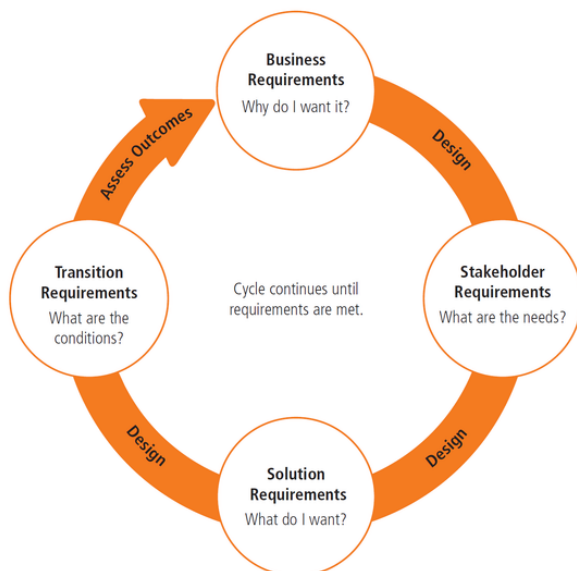 Business
Requirements
Why do I want it?
Design
Stakeholder
Requirements
What are the needs?
Design
Solution
Requirements
What do I want?
Design
Transition
Requirements
What are the
conditions?
Assess Outcomes
Cycle continues until
requirements are met.